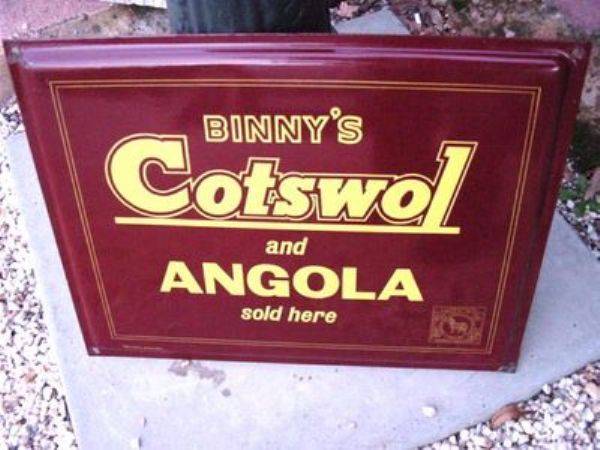 BINNY'S
Cotswol
and
ANGOLA
sold here